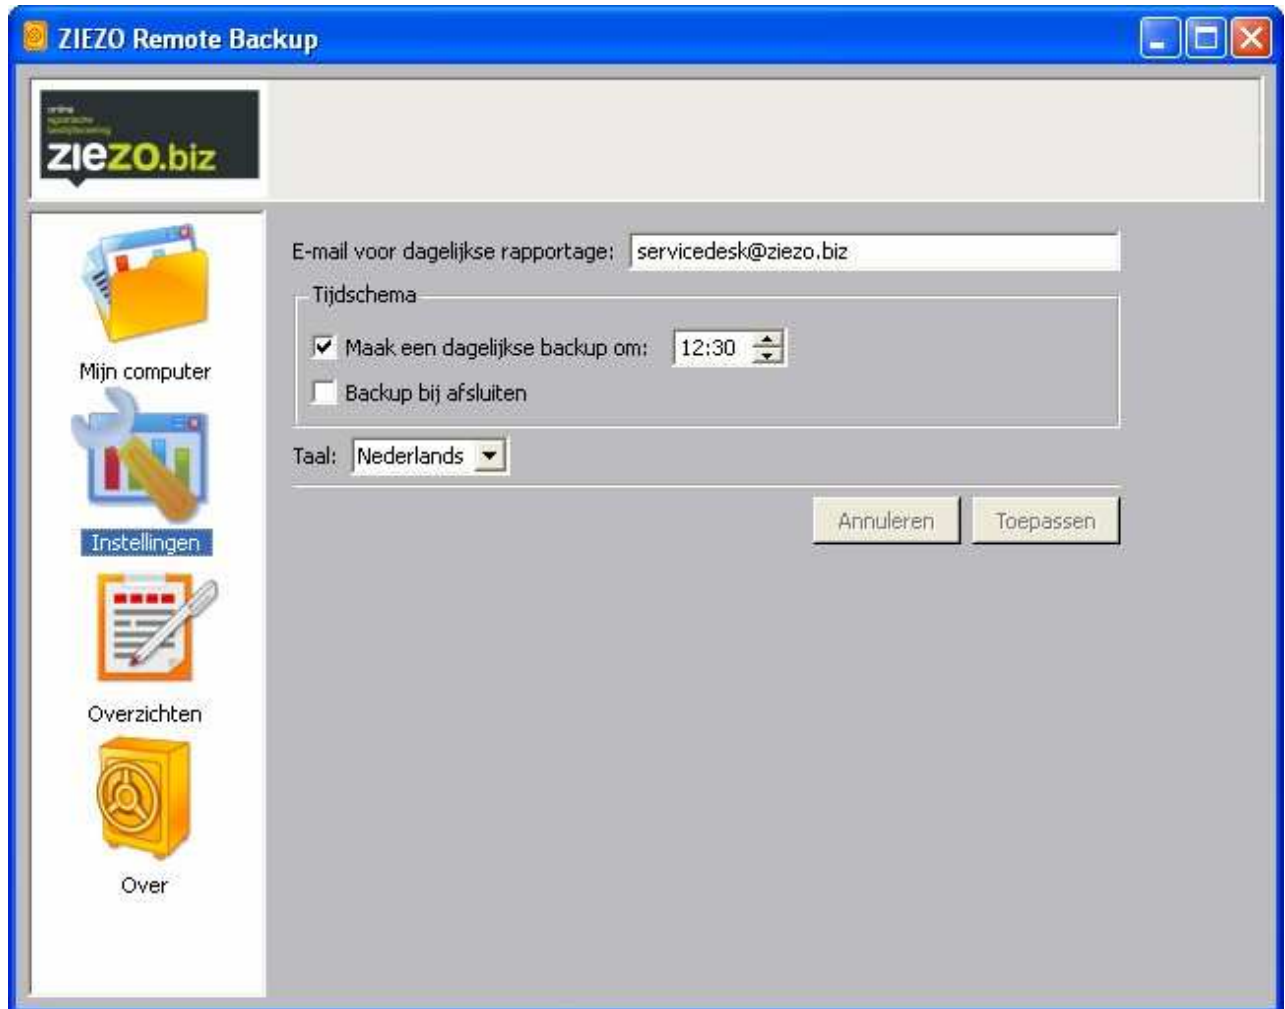 ZIEZO Remote Backup
online
ziezo.biz
E-mail voor dagelijkse rapportage: servicedesk@ziezo.biz
Tijdschema
Maak een dagelijkse backup om: 12:30
Backup bij afsluiten
Taal: Nederlands
Annuleren Toepassen
Mijn computer
Instellingen
Overzichten
Over